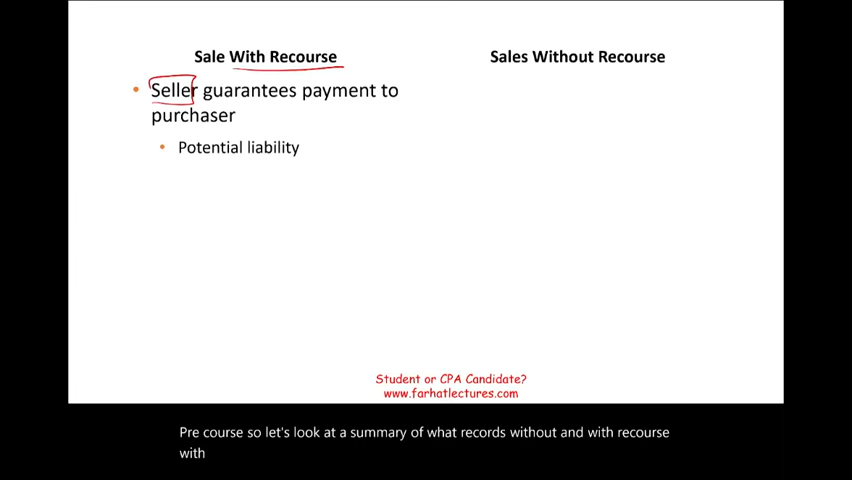 Sale With Recourse
Sales Without Recourse
• Seller guarantees payment to
purchaser
• Potential liability
Student or CPA Candidate?
www.farhatlectures.com
Pre course so let's look at a summary of what records without and with recourse
with